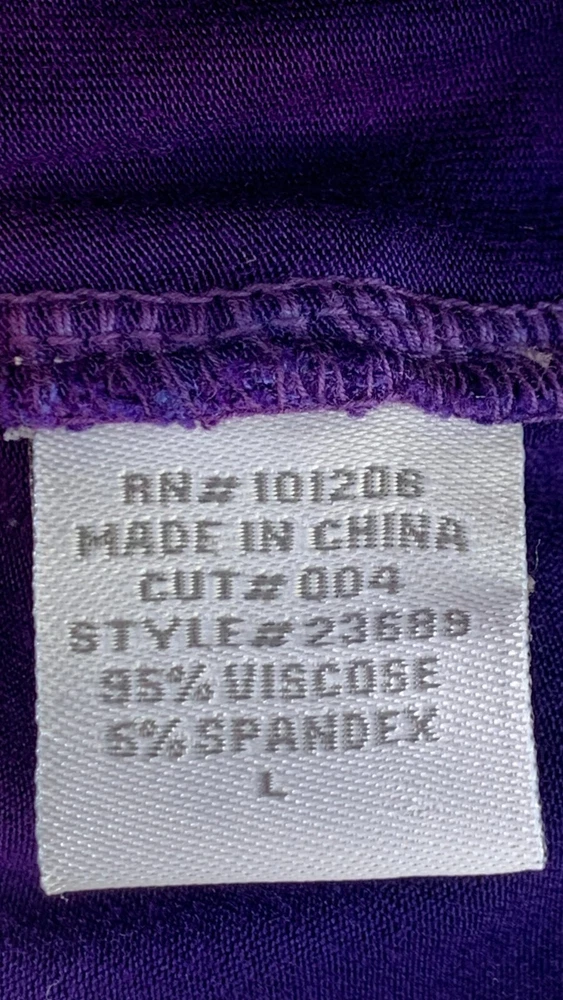 RN#101206
MADE IN CHINA
CUT#004
STYLE#23689
95%VISCOSE
5%SPANDEX
L